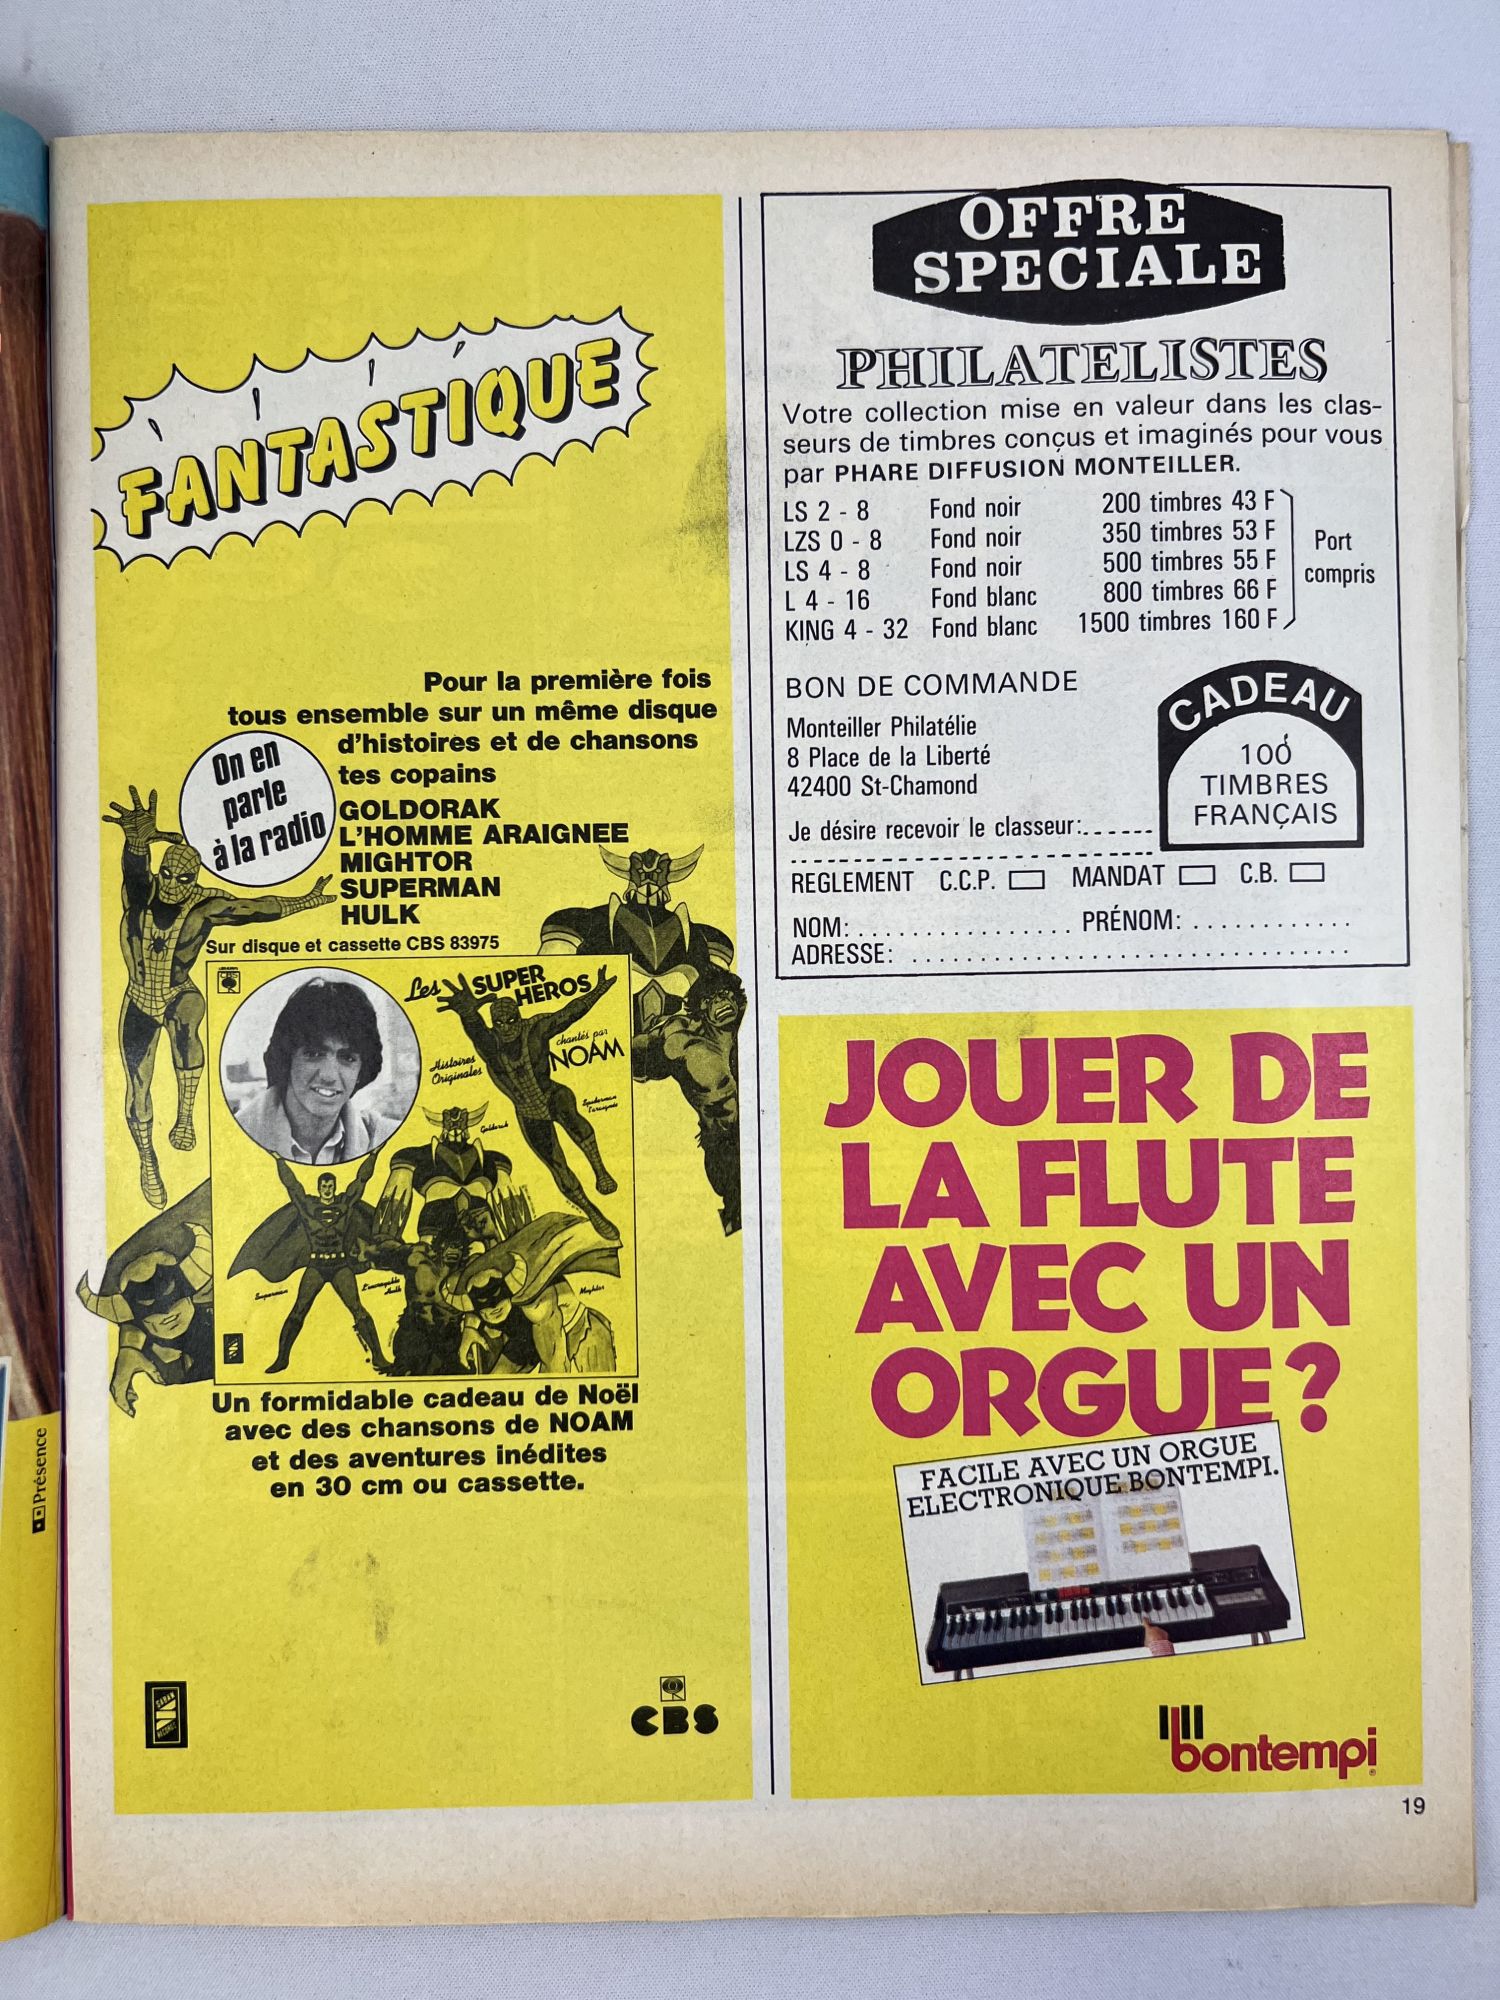 FANTASTIQUE
Pour la première fois
tous ensemble sur un même disque
d'histoires et de chansons
tes copains
On en
parle
à la radio
GOLDORAK
L'HOMME ARAIGNEE
MIGHTOR
SUPERMAN
HULK
Sur disque et cassette CBS 83975
CBS
Les SUPER
HEROS
chantés par
NOAM
Histoires
Originales
Spiderman
l'araignée
Goldorak
Superman
L'incroyable
Hulk
Mightor
Un formidable cadeau de Noël
avec des chansons de NOAM
et des aventures inédites
en 30 cm ou cassette.
SABAN
RECORDS
CBS
Présence
OFFRE
SPECIALE
PHILATELISTES
Votre collection mise en valeur dans les clas-
seurs de timbres conçus et imaginés pour vous
par PHARE DIFFUSION MONTEILLER.
LS 2 - 8 Fond noir 200 timbres 43 F
LZS 0 - 8 Fond noir 350 timbres 53 F
LS 4 - 8 Fond noir 500 timbres 55 F
L 4 - 16 Fond blanc 800 timbres 66 F
KING 4 - 32 Fond blanc 1500 timbres 160 F
Port
compris
BON DE COMMANDE
Monteiller Philatélie
8 Place de la Liberté
42400 St-Chamond
CADEAU
100
TIMBRES
FRANÇAIS
Je désire recevoir le classeur:......
REGLEMENT C.C.P. MANDAT C.B.
NOM: ................ PRÉNOM: ............
ADRESSE: ..................................
JOUER DE
LA FLUTE
AVEC UN
ORGUE?
FACILE AVEC UN ORGUE
ELECTRONIQUE BONTEMPI.
bontempi
19